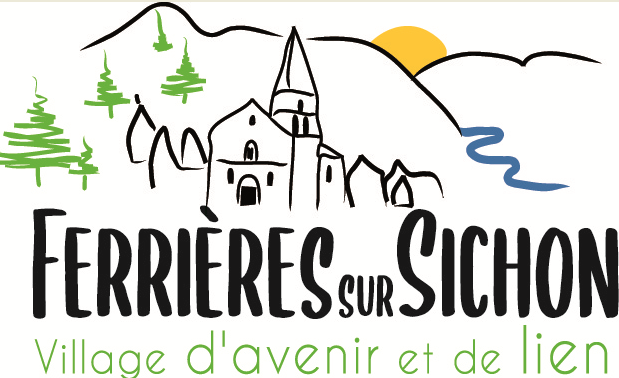 FERRIÈRES SUR SICHON
Village d'avenir et de lien